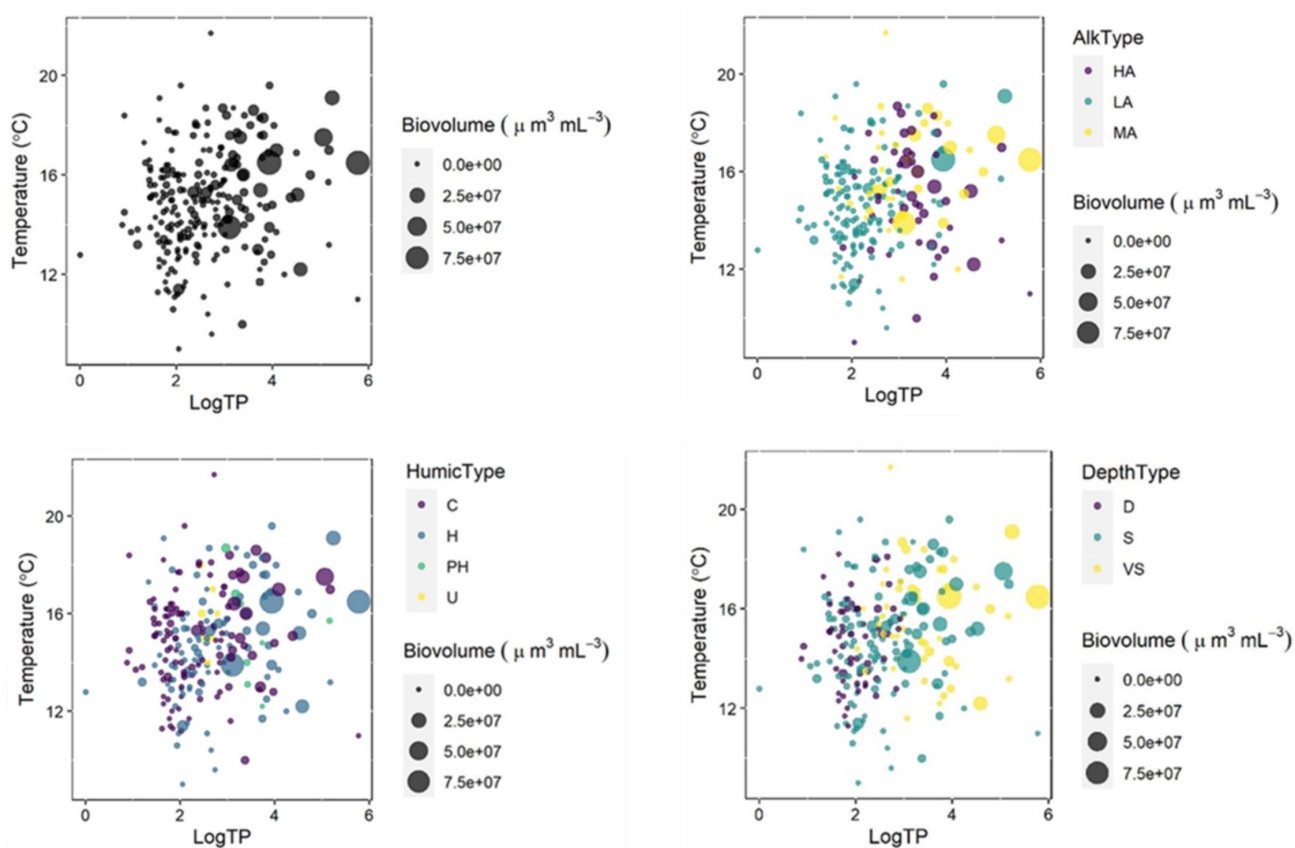 20
16
12
Temperature (°C)
0
2
4
6
LogTP
Biovolume ( μ m³ mL⁻³)
0.0e+00
2.5e+07
5.0e+07
7.5e+07
20
16
12
Temperature (°C)
0
2
4
6
LogTP
AlkType
HA
LA
MA
Biovolume ( μ m³ mL⁻³)
0.0e+00
2.5e+07
5.0e+07
7.5e+07
20
16
12
Temperature (°C)
0
2
4
6
LogTP
HumicType
C
H
PH
U
Biovolume ( μ m³ mL⁻³)
0.0e+00
2.5e+07
5.0e+07
7.5e+07
20
16
12
Temperature (°C)
0
2
4
6
LogTP
DepthType
D
S
VS
Biovolume ( μ m³ mL⁻³)
0.0e+00
2.5e+07
5.0e+07
7.5e+07